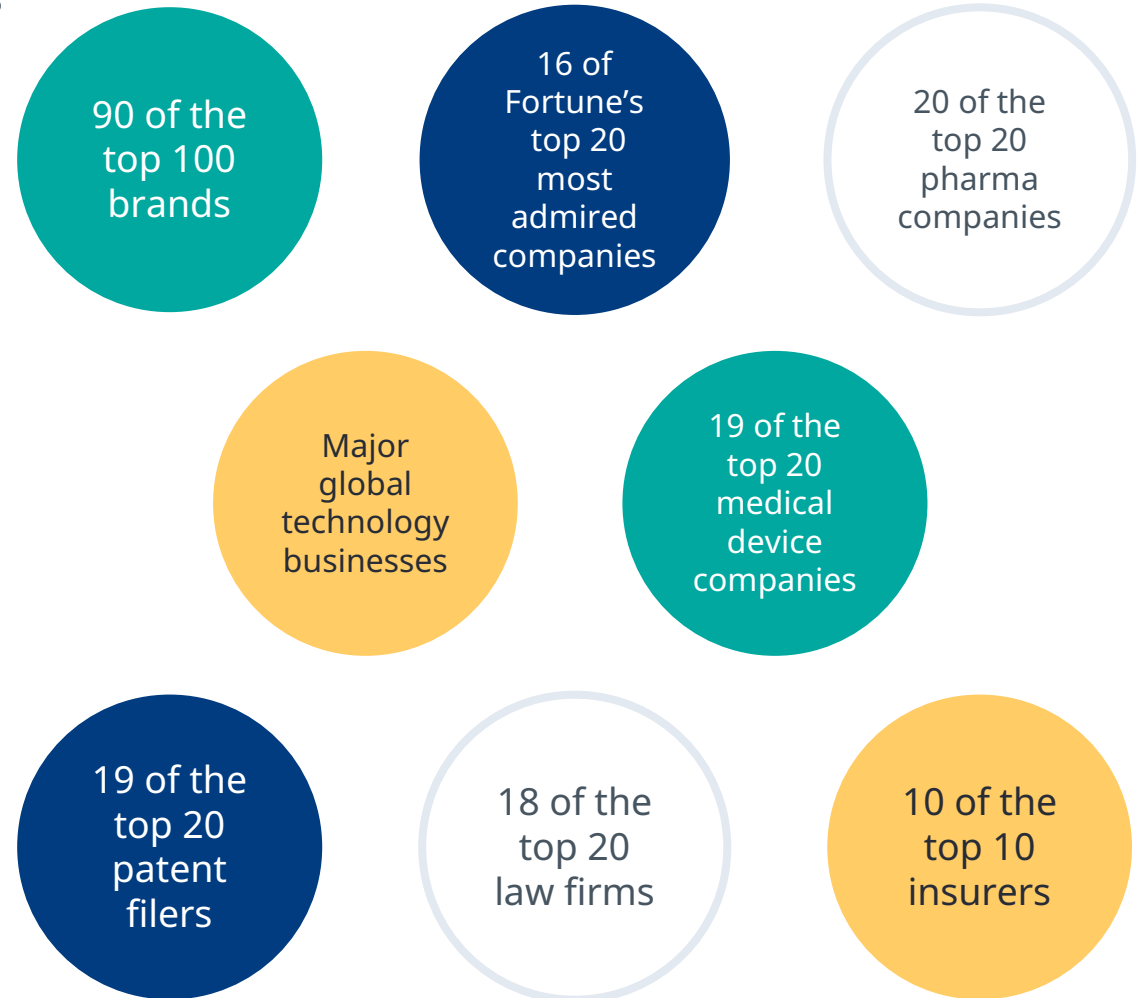 90 of the
top 100
brands
16 of
Fortune’s
top 20
most
admired
companies
20 of the
top 20
pharma
companies
Major
global
technology
businesses
19 of the
top 20
medical
device
companies
19 of the
top 20
patent
filers
18 of the
top 20
law firms
10 of the
top 10
insurers